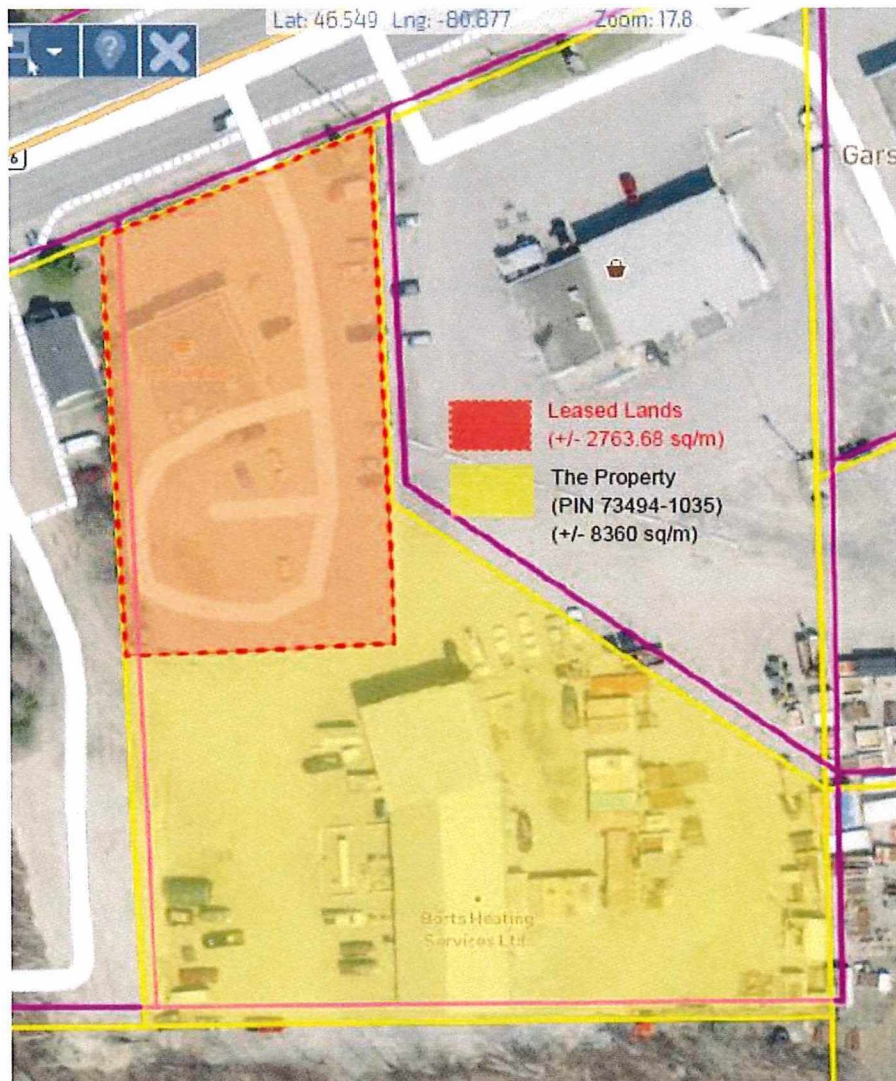 Lat: 46.549 Lng: -80.877 Zoom: 17.8
6
Gars
Leased Lands
(+/- 2763.68 sq/m)
The Property
(PIN 73494-1035)
(+/- 8360 sq/m)
Barts Heating
Services Ltd.